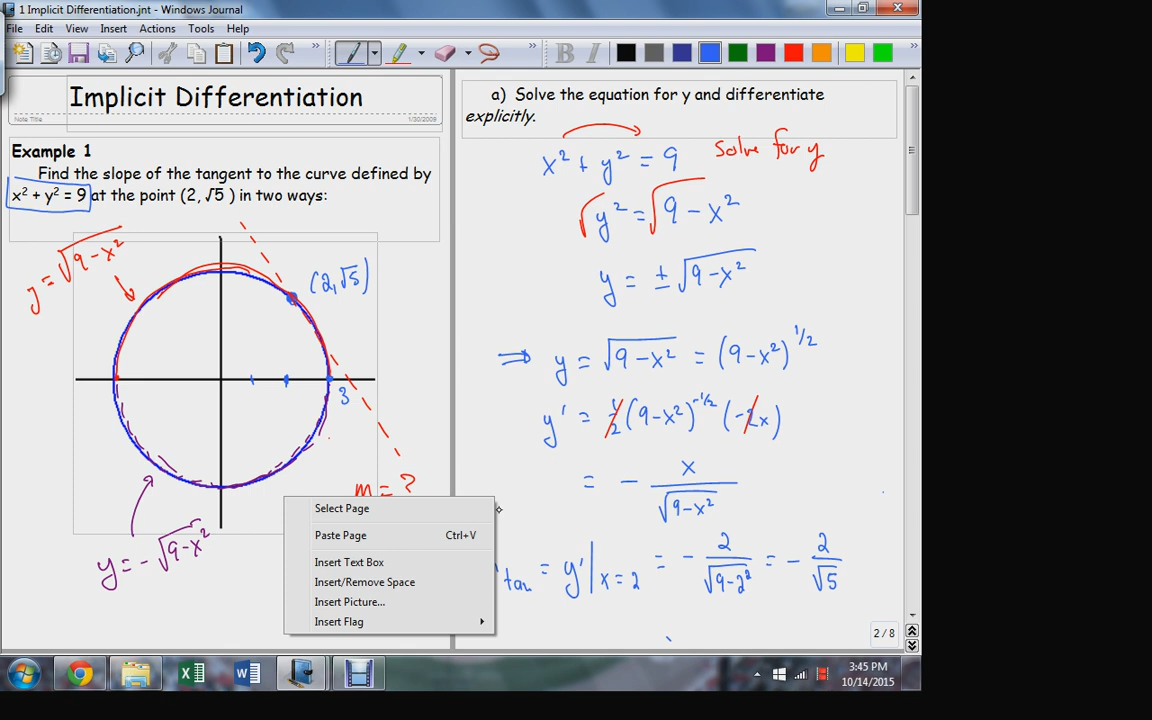 1 Implicit Differentiation.jnt - Windows Journal
File Edit View Insert Actions Tools Help
Implicit Differentiation
Note Title
1/30/2009
Example 1
Find the slope of the tangent to the curve defined by
x² + y² = 9 at the point (2, √5 ) in two ways:
y = √9 - x²
(2, √5)
3
m = ?
y = - √9-x²
Select Page
Paste Page Ctrl+V
Insert Text Box
Insert/Remove Space
Insert Picture...
Insert Flag
a) Solve the equation for y and differentiate
explicitly.
x² + y² = 9 Solve for y
√y² = √9 - x²
y = ± √9-x²
⇒ y = √9-x² = (9-x²)^1/2
y' = 1/2 (9-x²)^-1/2 (-2x)
= - x/√9-x²
tan = y'|x=2 = - 2/√9-2² = - 2/√5
2 / 8
3:45 PM
10/14/2015